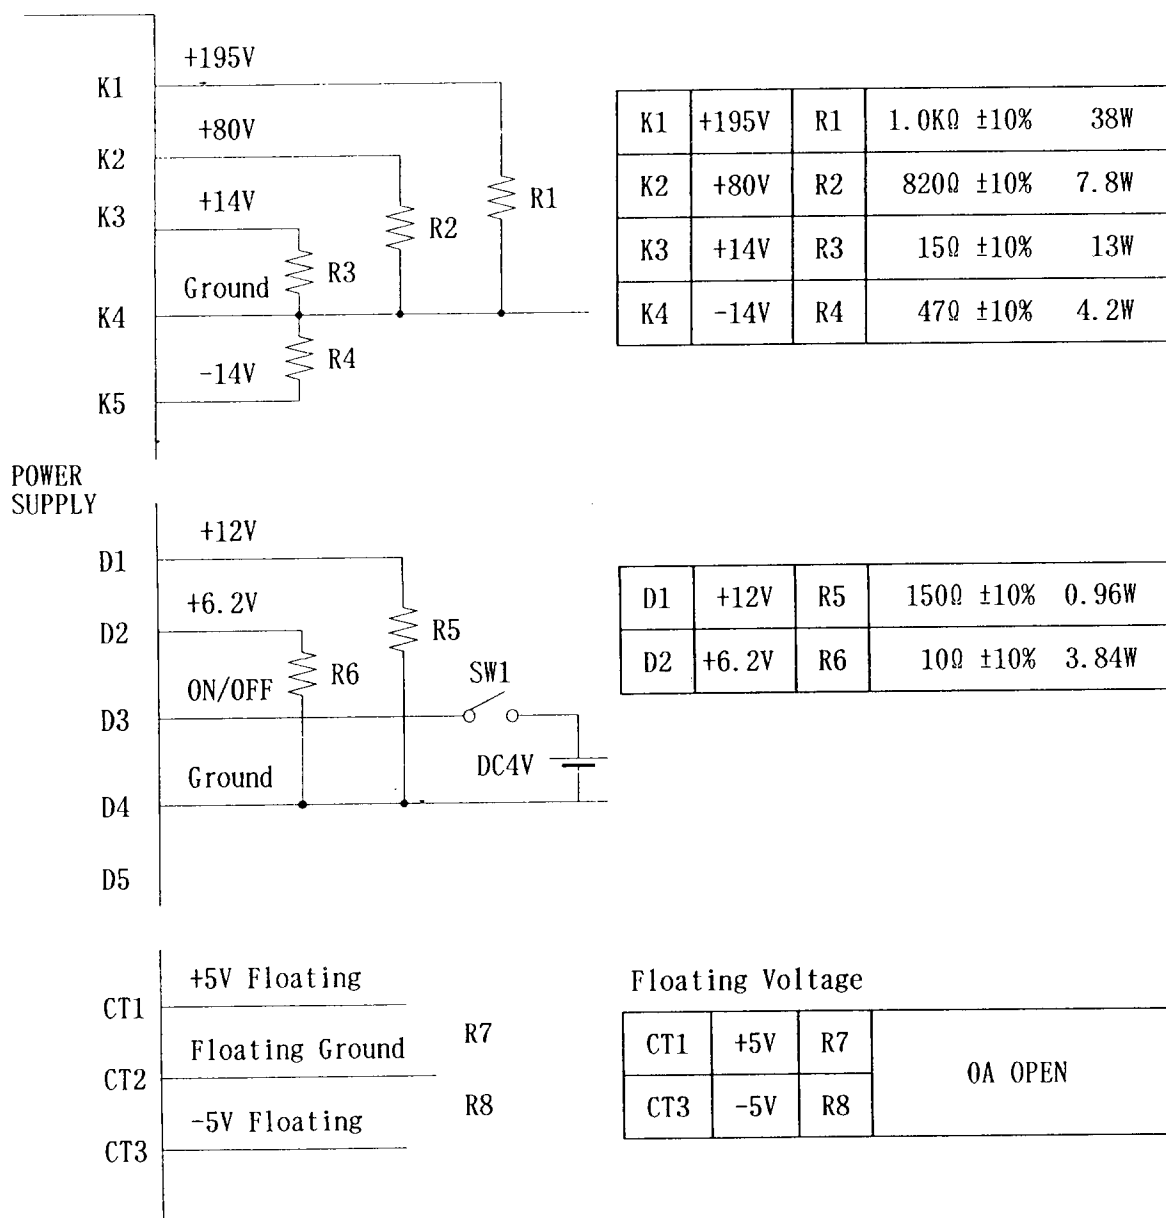 +195V
K1
+80V
K2
+14V
K3
R1
R2
R3
Ground
K4
R4
-14V
K5
K1 +195V R1 1.0KΩ ±10% 38W
K2 +80V R2 820Ω ±10% 7.8W
K3 +14V R3 15Ω ±10% 13W
K4 -14V R4 47Ω ±10% 4.2W
POWER
SUPPLY
+12V
D1
+6.2V
D2
R5
R6
ON/OFF
SW1
D3
DC4V
Ground
D4
D5
D1 +12V R5 150Ω ±10% 0.96W
D2 +6.2V R6 10Ω ±10% 3.84W
+5V Floating
CT1
R7
Floating Ground
CT2
R8
-5V Floating
CT3
Floating Voltage
CT1 +5V R7
0A OPEN
CT3 -5V R8